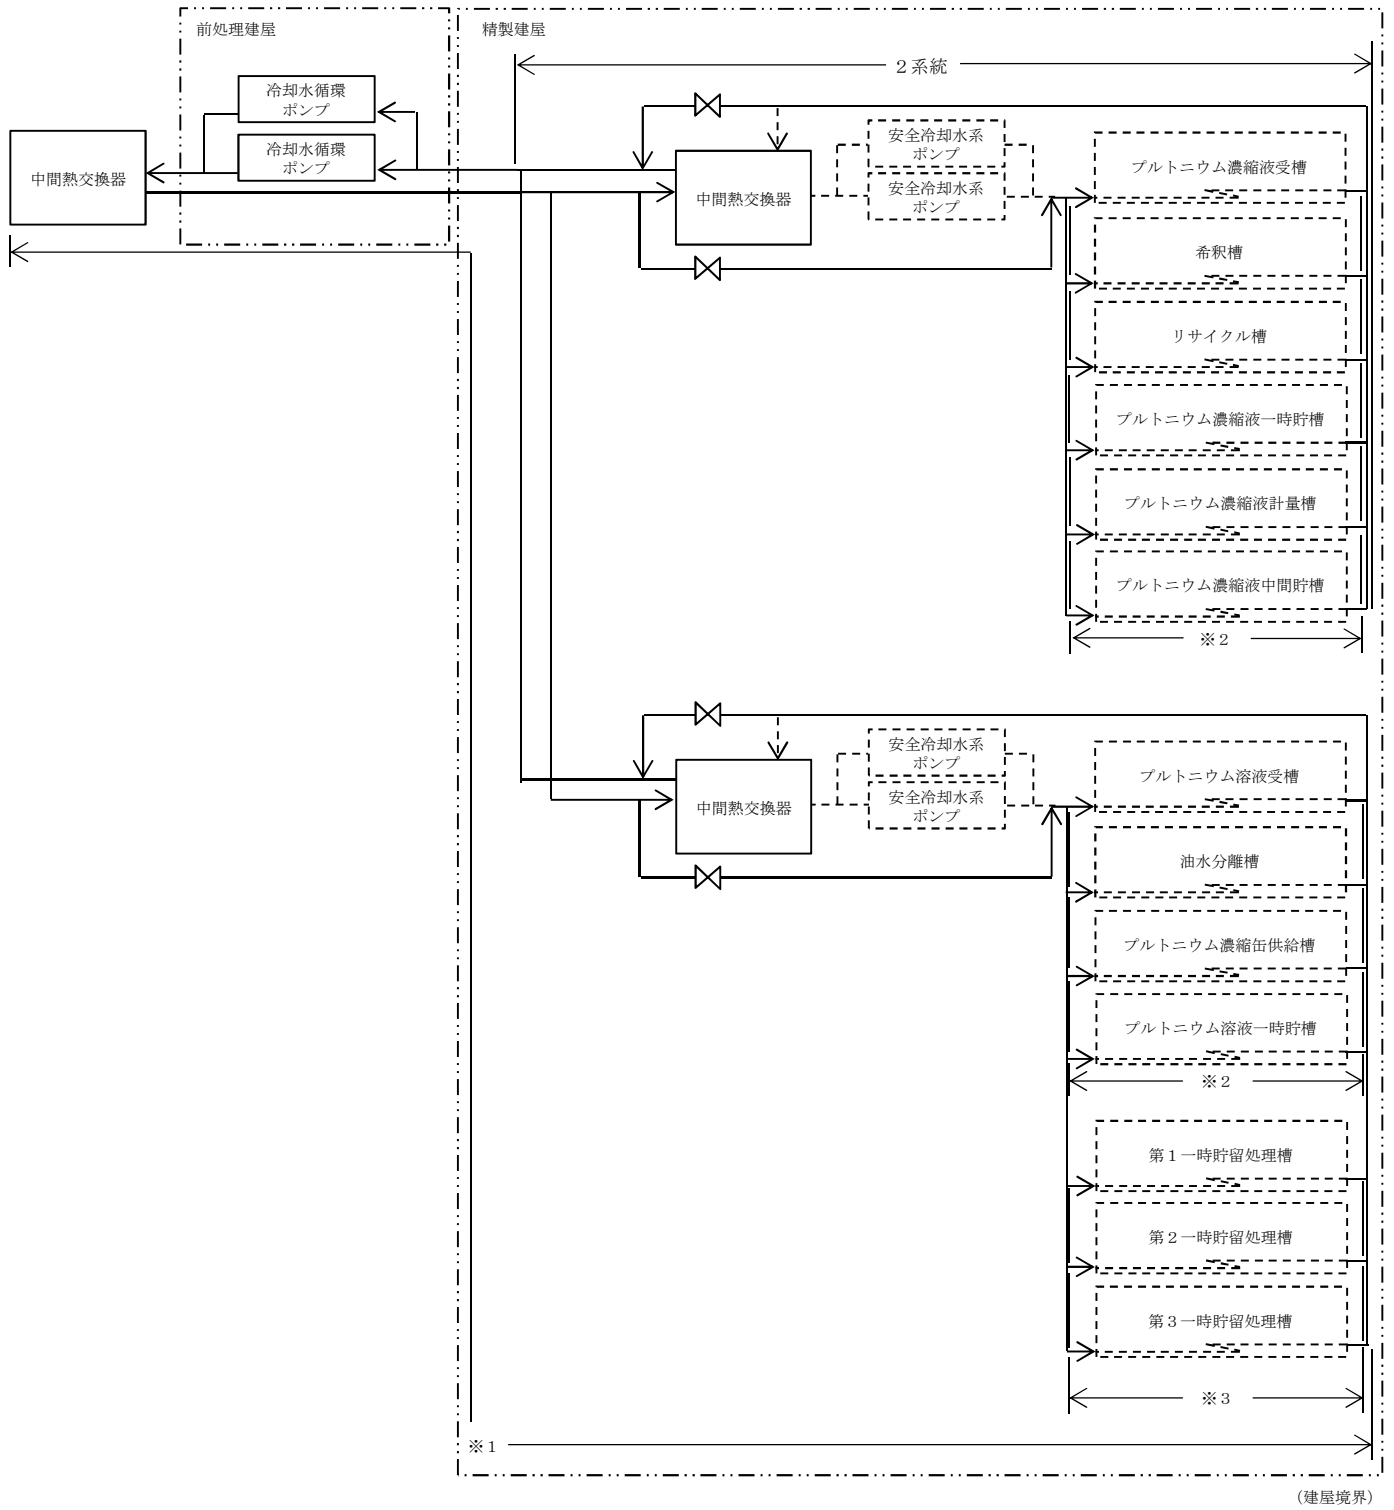 前処理建屋
精製建屋
２系統
冷却水循環
ポンプ
冷却水循環
ポンプ
中間熱交換器
中間熱交換器
安全冷却水系
ポンプ
安全冷却水系
ポンプ
プルトニウム濃縮液受槽
希釈槽
リサイクル槽
プルトニウム濃縮液一時貯槽
プルトニウム濃縮液計量槽
プルトニウム濃縮液中間貯槽
※２
中間熱交換器
安全冷却水系
ポンプ
安全冷却水系
ポンプ
プルトニウム溶液受槽
油水分離槽
プルトニウム濃縮缶供給槽
プルトニウム溶液一時貯槽
※２
第１一時貯留処理槽
第２一時貯留処理槽
第３一時貯留処理槽
※３
※１
（建屋境界）